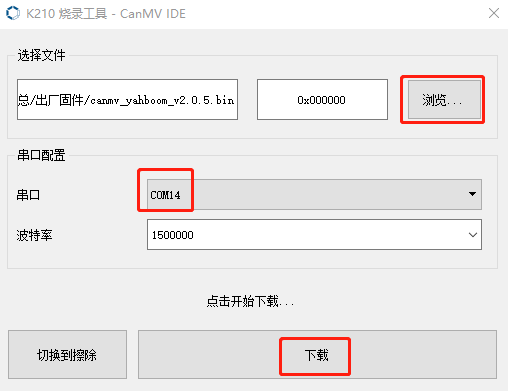 K210 烧录工具 - CanMV IDE
选择文件
总/出厂固件/canmv_yahboom_v2.0.5.bin
0x000000
浏览...
串口配置
串口
COM14
波特率
1500000
点击开始下载...
切换到擦除
下载